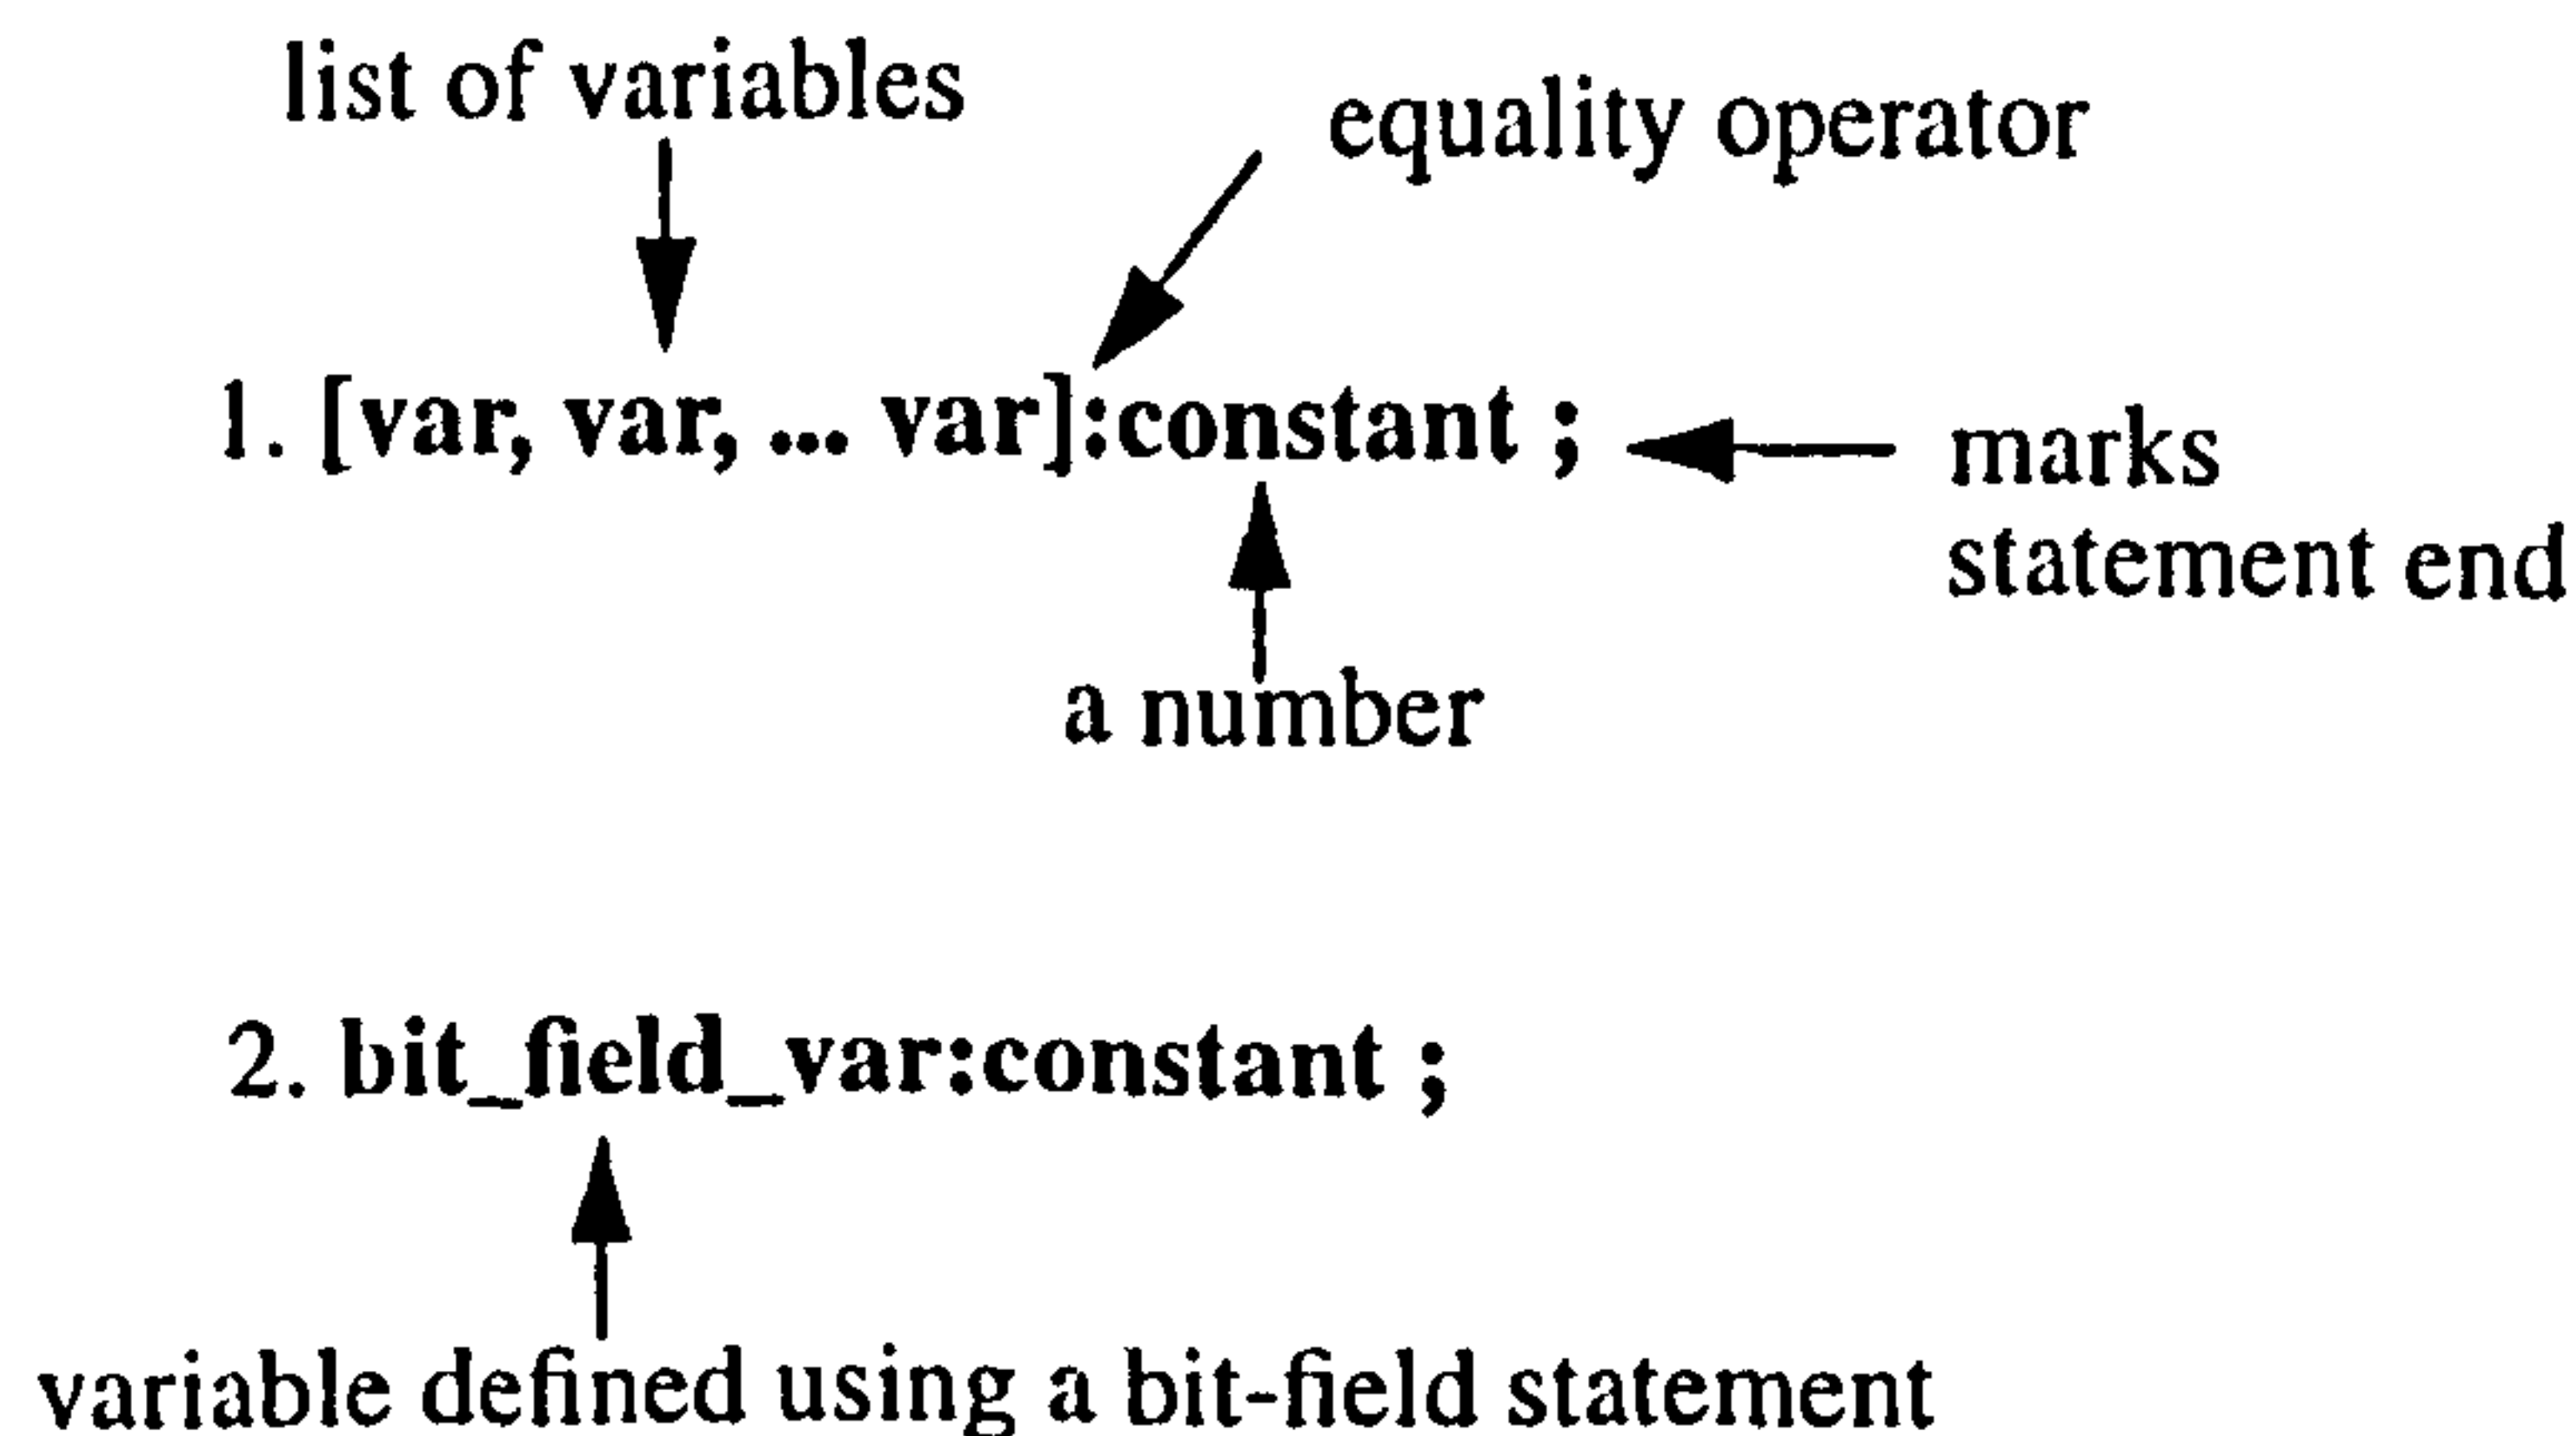 list of variables
equality operator
1. [var, var, ... var]:constant ;
marks
statement end
a number
2. bit_field_var:constant ;
variable defined using a bit-field statement